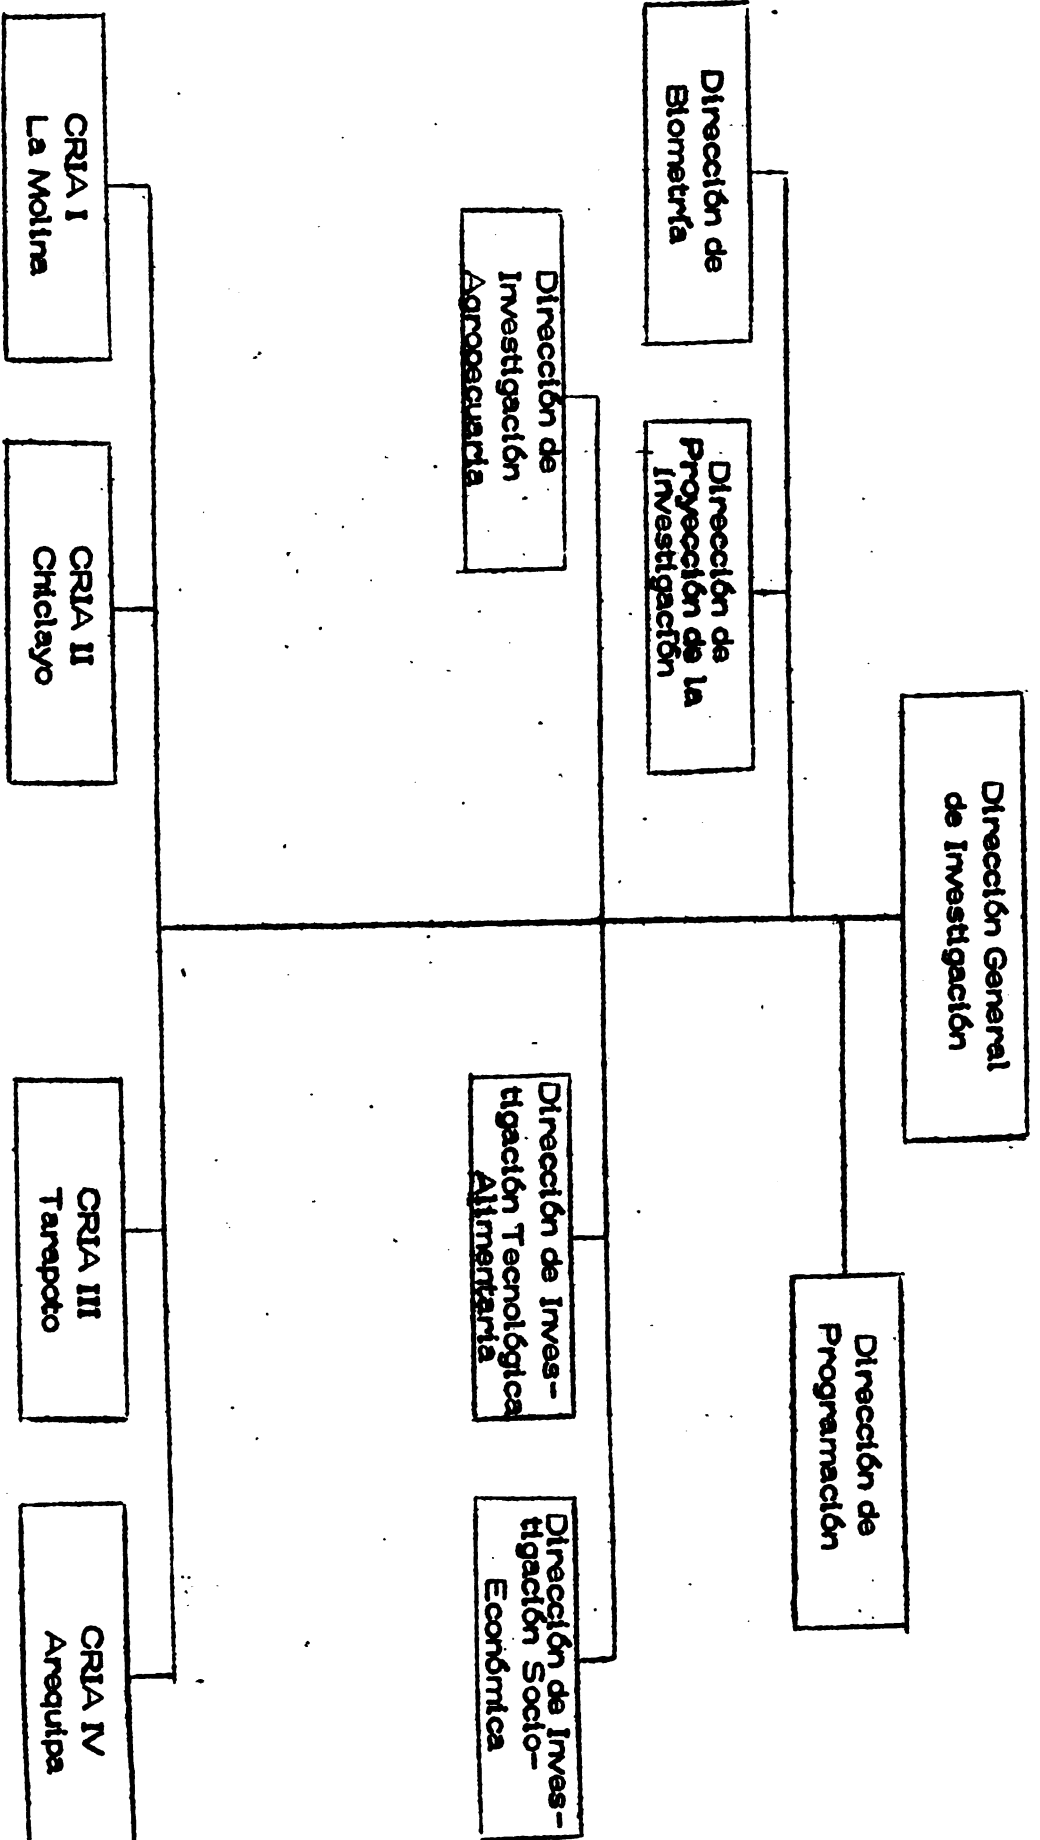 Dirección General
de Investigación
Dirección de
Programación
Dirección de
Biometría
Dirección de
Proyección de la
Investigación
Dirección de
Investigación
Agropecuaria
Dirección de Inves-
tigación Tecnológica
Alimentaria
Dirección de Inves-
tigación Socio-
Económica
CRIA I
La Molina
CRIA II
Chiclayo
CRIA III
Tarapoto
CRIA IV
Arequipa